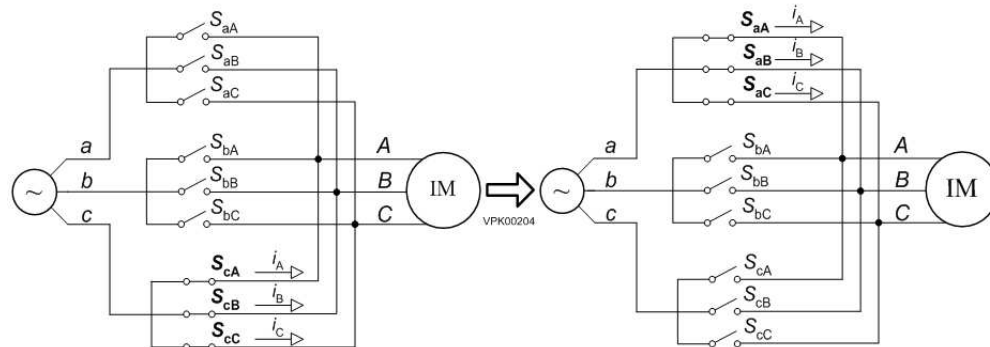 SaA
SaB
SaC
a
SbA
A
b
SbB
B
c
SbC
C
~
IM
VPK00204
ScA iA
ScB iB
ScC iC
SaA iA
SaB iB
SaC iC
a
SbA
A
b
SbB
B
c
SbC
C
~
IM
ScA
ScB
ScC